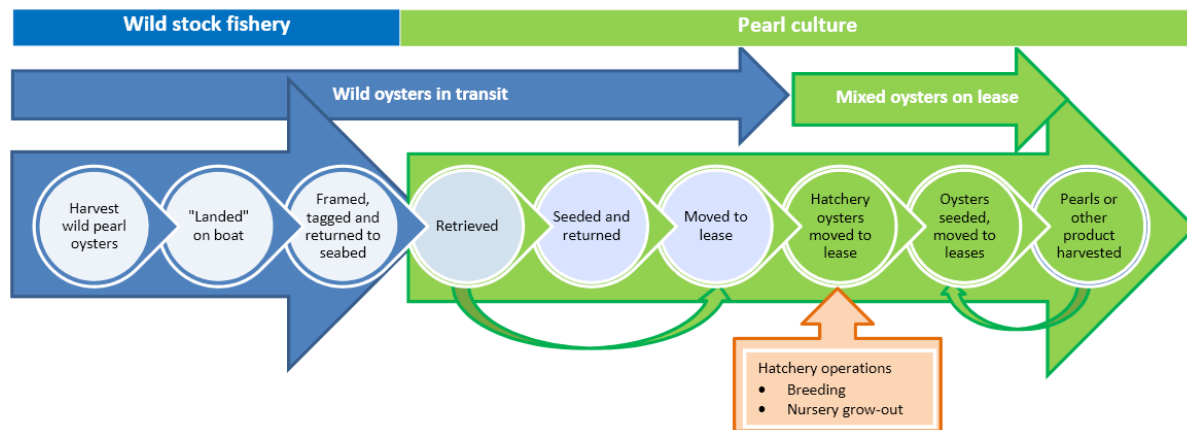 Wild stock fishery
Pearl culture
Wild oysters in transit
Mixed oysters on lease
Harvest
wild pearl
oysters
"Landed"
on boat
Framed,
tagged and
returned to
seabed
Retrieved
Seeded and
returned
Moved to
lease
Hatchery
oysters
moved to
lease
Oysters
seeded,
moved to
leases
Pearls or
other
product
harvested
Hatchery operations
• Breeding
• Nursery grow-out